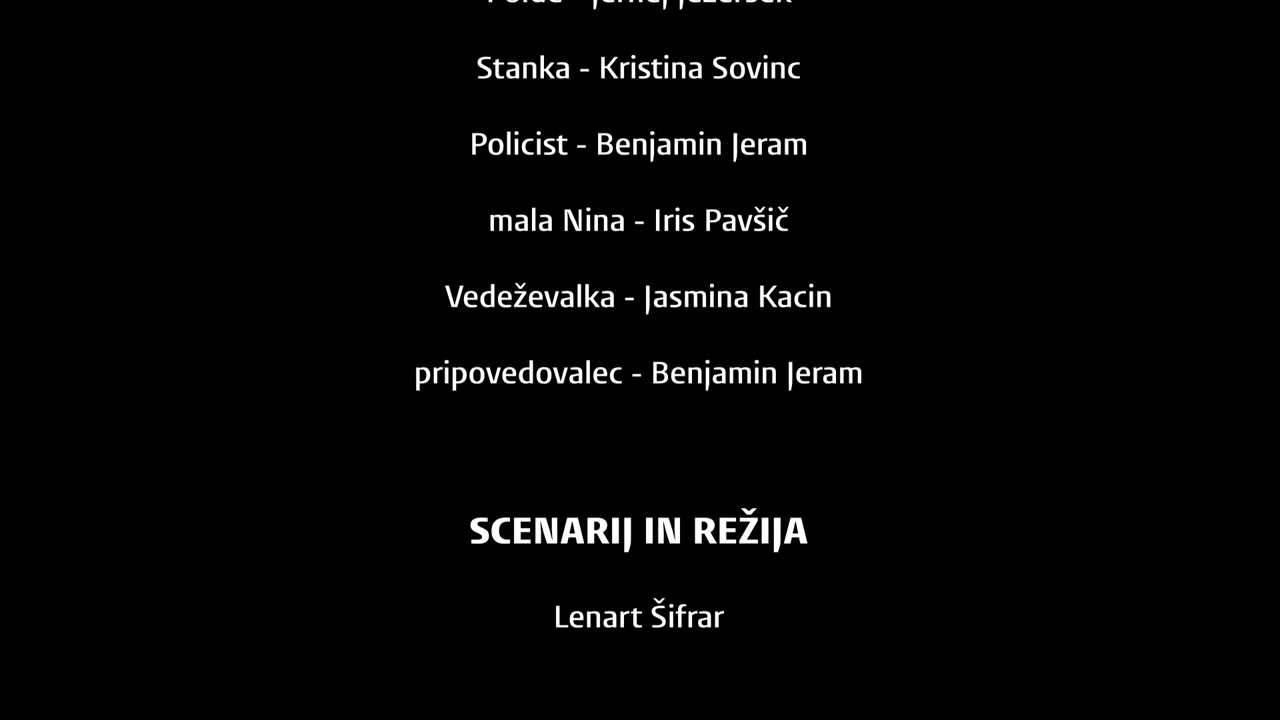 Stanka - Kristina Sovinc
Policist - Benjamin Jeram
mala Nina - Iris Pavšič
Vedeževalka - Jasmina Kacin
pripovedovalec - Benjamin Jeram
SCENARIJ IN REŽIJA
Lenart Šifrar